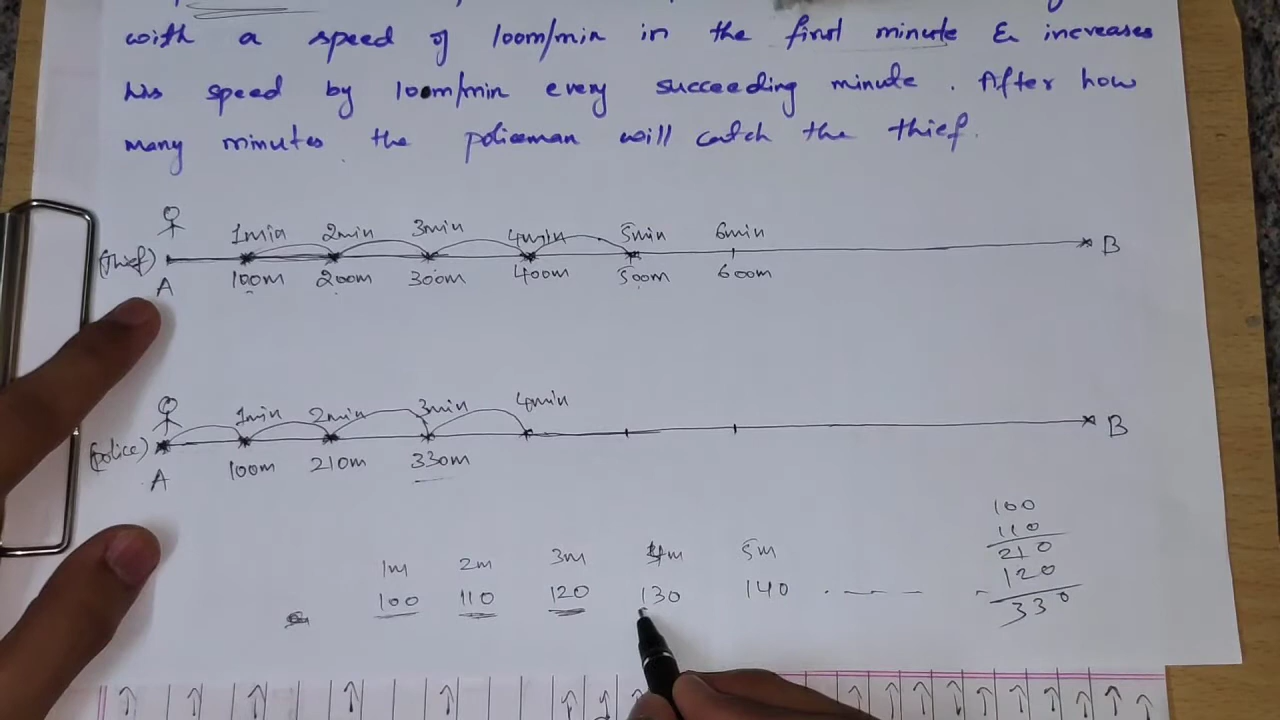 with a speed of 100m/min in the first minute & increases
his speed by 100m/min every succeeding minute. After how
many minutes the policeman will catch the thief.
1min 2min 3min 4min 5min 6min
(thief)
A
100m 200m 300m 400m 500m 600m
B
1min 2min 3min 4min
(police)
A
100m 210m 330m
B
1m 2m 3m 4m 5m
100 110 120 130 140 . — — —
100
110
210
120
330